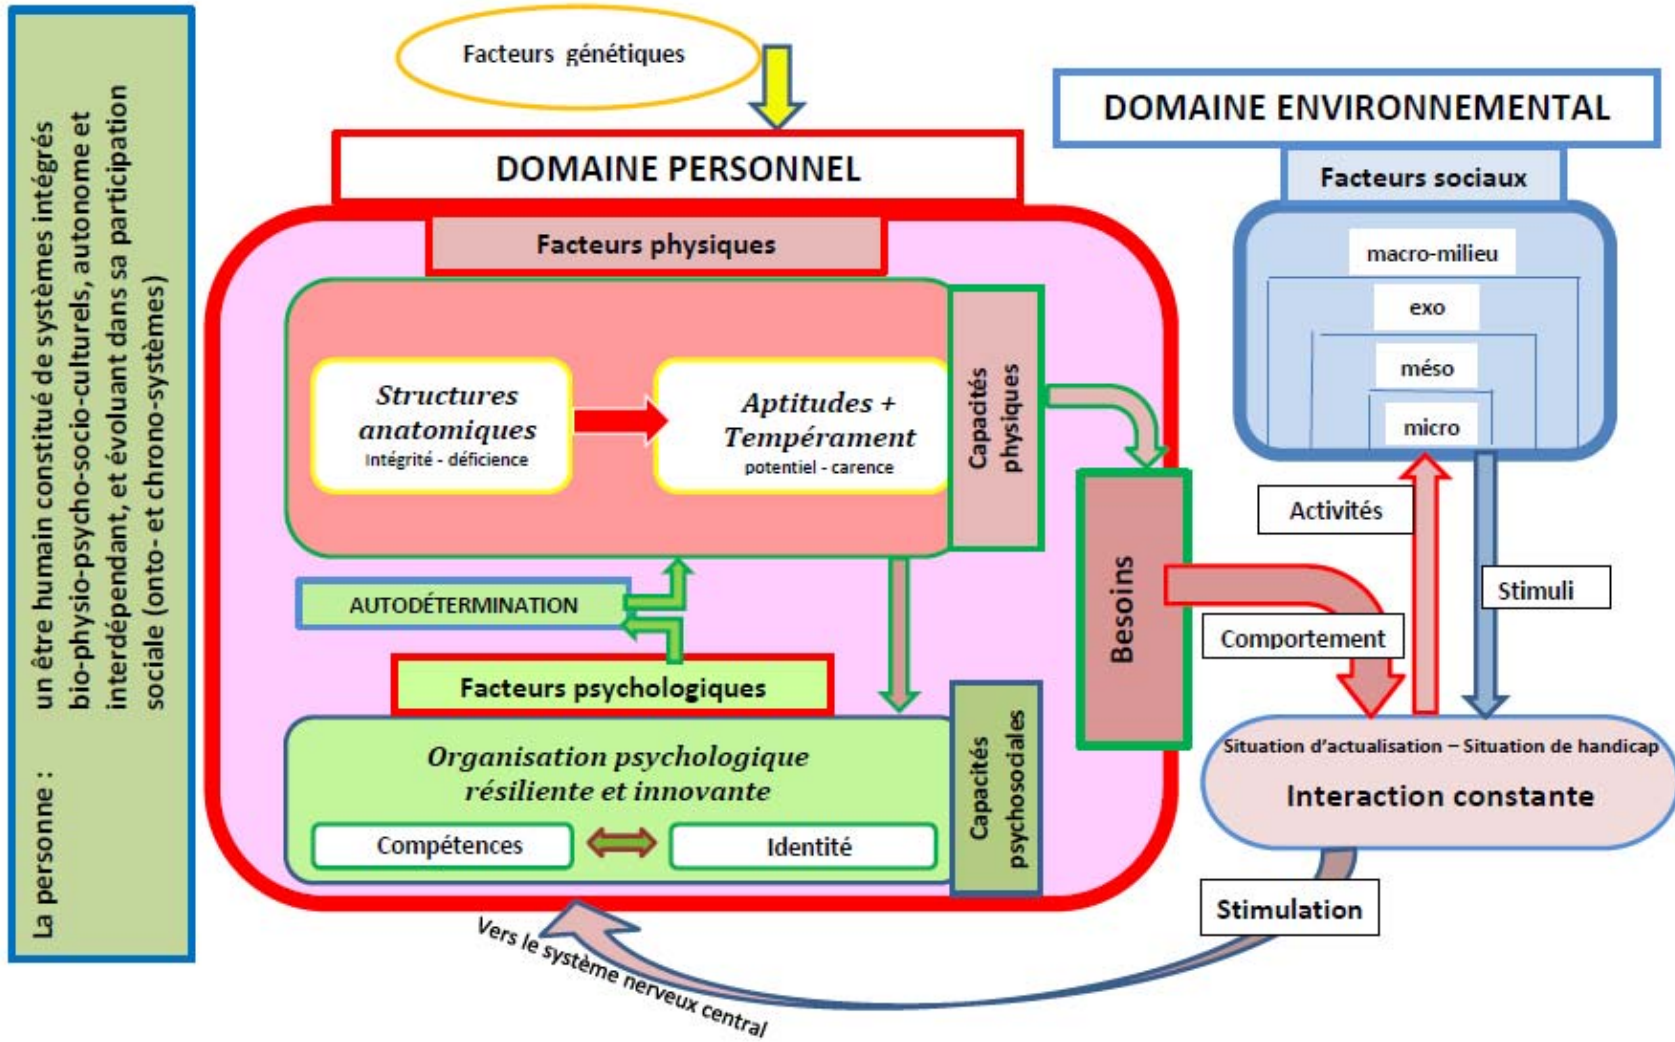 La personne : un être humain constitué de systèmes intégrés
bio-physio-psycho-socio-culturels, autonome et
interdépendant, et évoluant dans sa participation
sociale (onto- et chrono-systèmes)
Facteurs génétiques
DOMAINE PERSONNEL
Facteurs physiques
Structures
anatomiques
Intégrité - déficience
Aptitudes +
Tempérament
potentiel - carence
Capacités
physiques
AUTODÉTERMINATION
Facteurs psychologiques
Organisation psychologique
résiliente et innovante
Compétences
Identité
Capacités
psychosociales
Besoins
DOMAINE ENVIRONNEMENTAL
Facteurs sociaux
macro-milieu
exo
méso
micro
Activités
Stimuli
Comportement
Situation d'actualisation – Situation de handicap
Interaction constante
Stimulation
Vers le système nerveux central